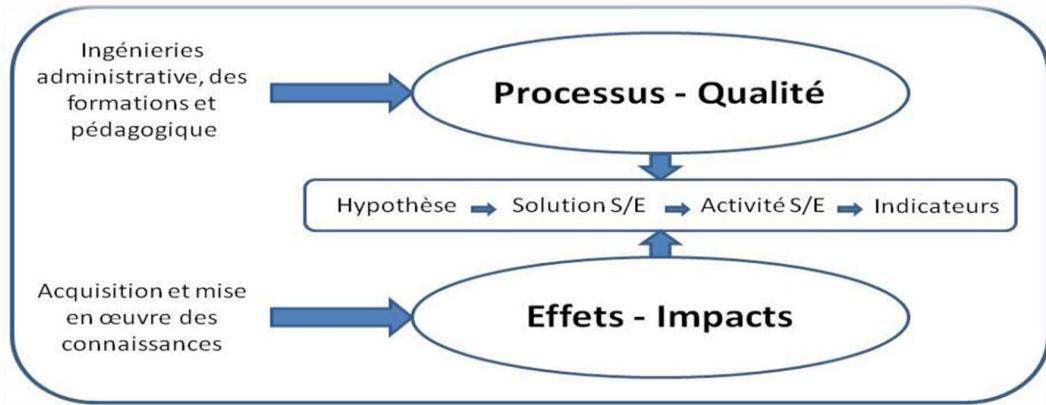 Ingénieries
administrative, des
formations et
pédagogique
Processus - Qualité
Hypothèse Solution S/E Activité S/E Indicateurs
Acquisition et mise
en œuvre des
connaissances
Effets - Impacts